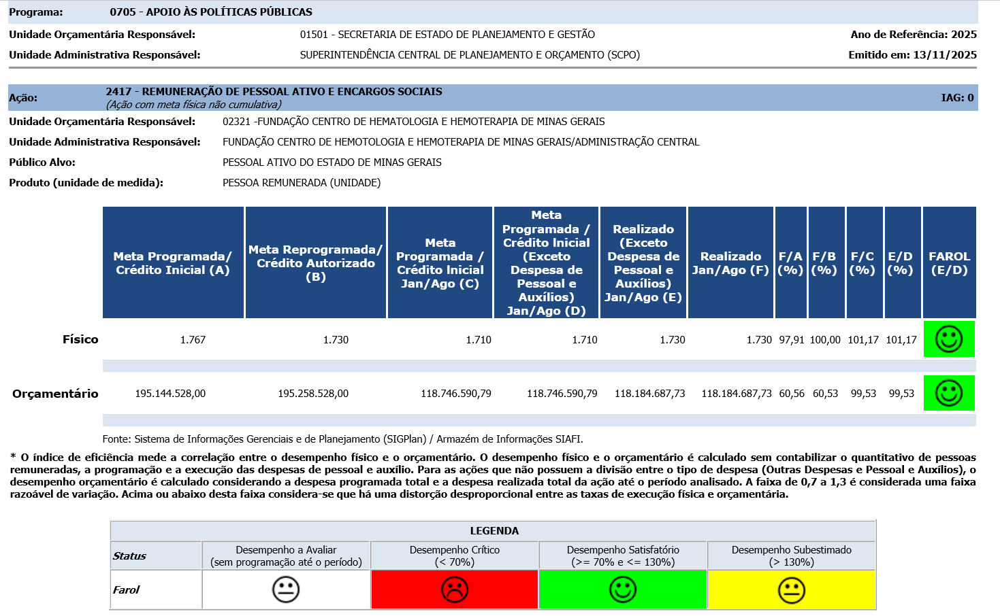 Programa: 0705 - APOIO ÀS POLÍTICAS PÚBLICAS
Unidade Orçamentária Responsável: 01501 - SECRETARIA DE ESTADO DE PLANEJAMENTO E GESTÃO Ano de Referência: 2025
Unidade Administrativa Responsável: SUPERINTENDÊNCIA CENTRAL DE PLANEJAMENTO E ORÇAMENTO (SCPO) Emitido em: 13/11/2025
Ação: 2417 - REMUNERAÇÃO DE PESSOAL ATIVO E ENCARGOS SOCIAIS IAG: 0
(Ação com meta física não cumulativa)
Unidade Orçamentária Responsável: 02321 -FUNDAÇÃO CENTRO DE HEMATOLOGIA E HEMOTERAPIA DE MINAS GERAIS
Unidade Administrativa Responsável: FUNDAÇÃO CENTRO DE HEMOTOLOGIA E HEMOTERAPIA DE MINAS GERAIS/ADMINISTRAÇÃO CENTRAL
Público Alvo: PESSOAL ATIVO DO ESTADO DE MINAS GERAIS
Produto (unidade de medida): PESSOA REMUNERADA (UNIDADE)
Meta Programada/
Crédito Inicial (A)
Meta Reprogramada/
Crédito Autorizado
(B)
Meta
Programada /
Crédito Inicial
Jan/Ago (C)
Meta
Programada /
Crédito Inicial
(Exceto
Despesa de
Pessoal e
Auxílios)
Jan/Ago (D)
Realizado
(Exceto
Despesa de
Pessoal e
Auxílios)
Jan/Ago (E)
Realizado
Jan/Ago (F)
F/A
(%)
F/B
(%)
F/C
(%)
E/D
(%)
FAROL
(E/D)
Físico 1.767 1.730 1.710 1.710 1.730 1.730 97,91 100,00 101,17 101,17
Orçamentário 195.144.528,00 195.258.528,00 118.746.590,79 118.746.590,79 118.184.687,73 118.184.687,73 60,56 60,53 99,53 99,53
Fonte: Sistema de Informações Gerenciais e de Planejamento (SIGPlan) / Armazém de Informações SIAFI.
* O índice de eficiência mede a correlação entre o desempenho físico e o orçamentário. O desempenho físico e o orçamentário é calculado sem contabilizar o quantitativo de pessoas
remuneradas, a programação e a execução das despesas de pessoal e auxílio. Para as ações que não possuem a divisão entre o tipo de despesa (Outras Despesas e Pessoal e Auxílios), o
desempenho orçamentário é calculado considerando a despesa programada total e a despesa realizada total da ação até o período analisado. A faixa de 0,7 a 1,3 é considerada uma faixa
razoável de variação. Acima ou abaixo desta faixa considera-se que há uma distorção desproporcional entre as taxas de execução física e orçamentária.
LEGENDA
Status
Desempenho a Avaliar
(sem programação até o período)
Desempenho Crítico
(< 70%)
Desempenho Satisfatório
(>= 70% e <= 130%)
Desempenho Subestimado
(> 130%)
Farol